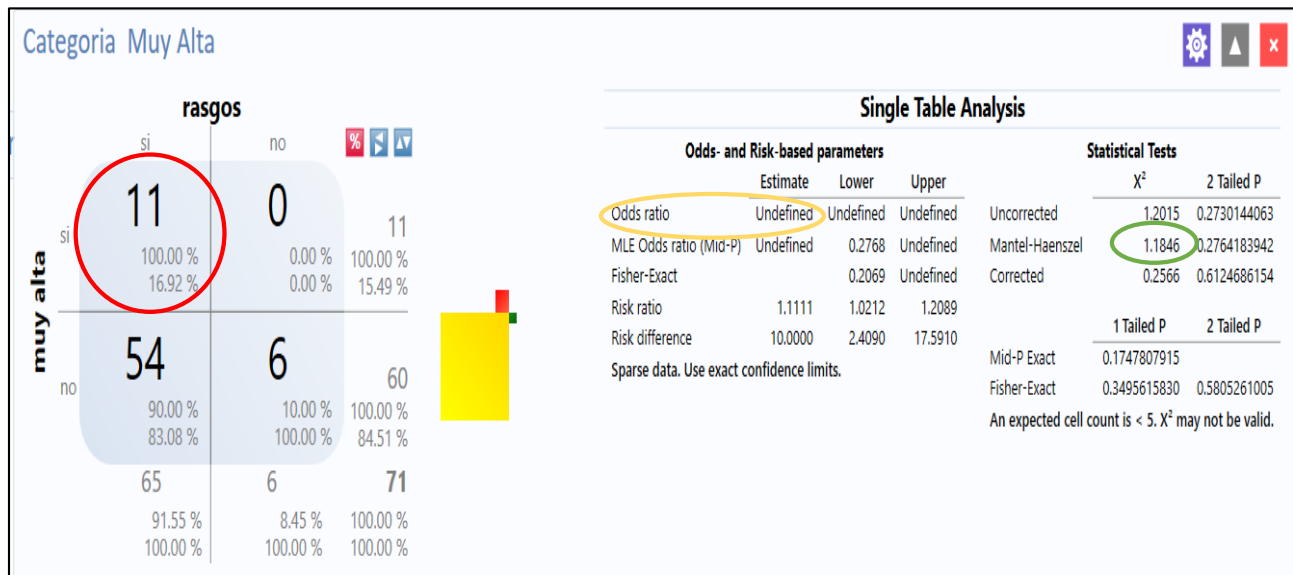 Categoria Muy Alta
rasgos
si no %
muy alta
si
11 0 11
100.00 % 0.00 % 100.00 %
16.92 % 0.00 % 15.49 %
no
54 6 60
90.00 % 10.00 % 100.00 %
83.08 % 100.00 % 84.51 %
65 6 71
91.55 % 8.45 % 100.00 %
100.00 % 100.00 % 100.00 %
Single Table Analysis
Odds- and Risk-based parameters
Estimate Lower Upper
Odds ratio Undefined Undefined Undefined
MLE Odds ratio (Mid-P) Undefined 0.2768 Undefined
Fisher-Exact 0.2069 Undefined
Risk ratio 1.1111 1.0212 1.2089
Risk difference 10.0000 2.4090 17.5910
Sparse data. Use exact confidence limits.
Statistical Tests
X² 2 Tailed P
Uncorrected 1.2015 0.2730144063
Mantel-Haenszel 1.1846 0.2764183942
Corrected 0.2566 0.6124686154
1 Tailed P 2 Tailed P
Mid-P Exact 0.1747807915
Fisher-Exact 0.3495615830 0.5805261005
An expected cell count is < 5. X² may not be valid.